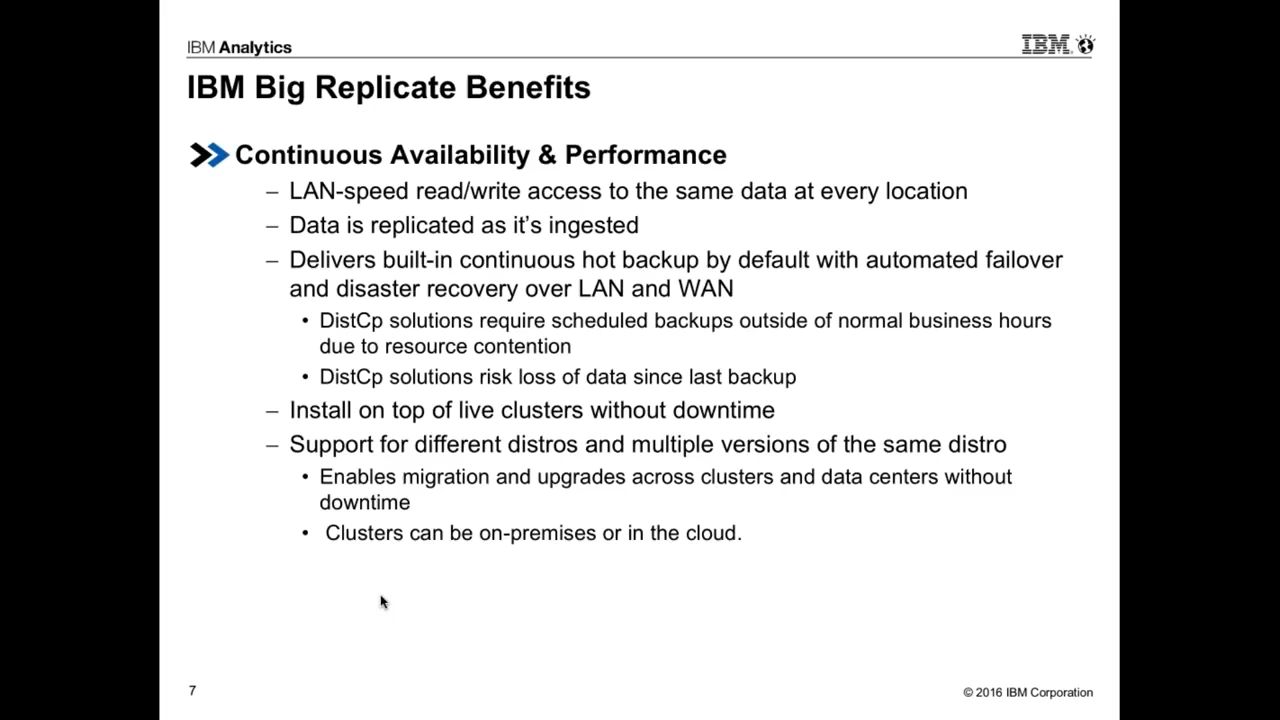 IBM Analytics
IBM
IBM Big Replicate Benefits
Continuous Availability & Performance
– LAN-speed read/write access to the same data at every location
– Data is replicated as it’s ingested
– Delivers built-in continuous hot backup by default with automated failover
and disaster recovery over LAN and WAN
• DistCp solutions require scheduled backups outside of normal business hours
due to resource contention
• DistCp solutions risk loss of data since last backup
– Install on top of live clusters without downtime
– Support for different distros and multiple versions of the same distro
• Enables migration and upgrades across clusters and data centers without
downtime
• Clusters can be on-premises or in the cloud.
7
© 2016 IBM Corporation